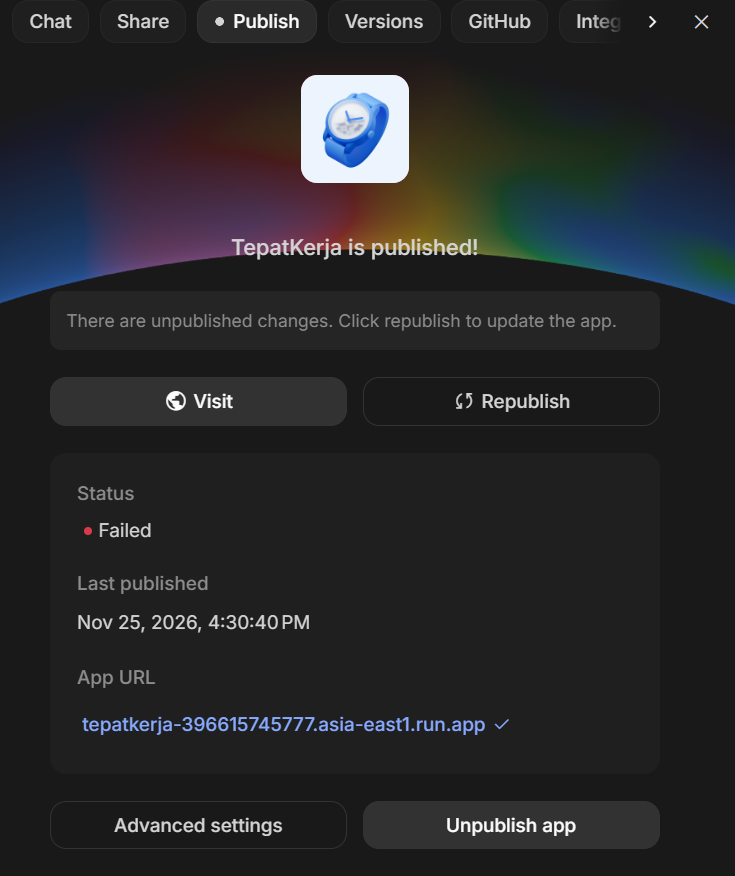 Chat Share Publish Versions GitHub Integ
TepatKerja is published!
There are unpublished changes. Click republish to update the app.
Visit Republish
Status
Failed
Last published
Nov 25, 2026, 4:30:40 PM
App URL
tepatkerja-396615745777.asia-east1.run.app
Advanced settings Unpublish app